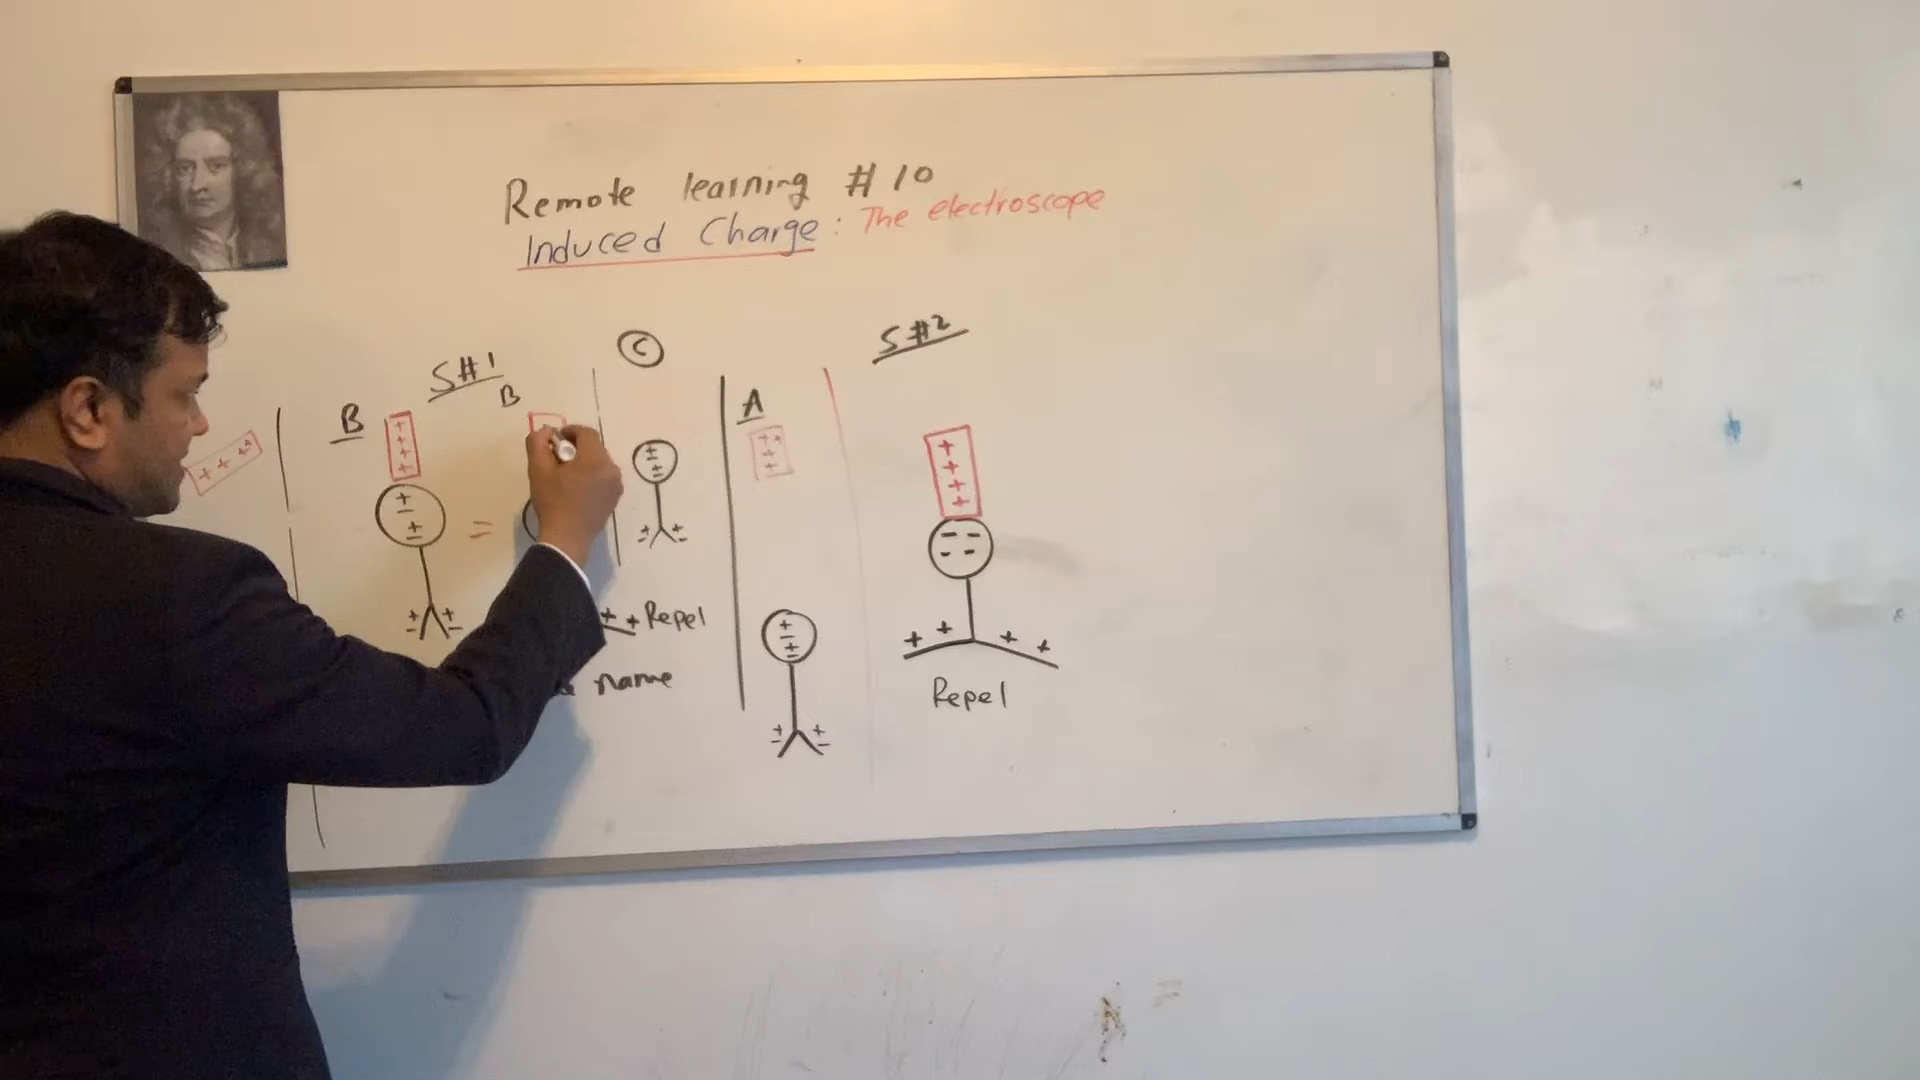 Remote learning #10
Induced Charge: The electroscope
S#1
S#2
B
B
C
A
+ + + +
+ + + +
+ + + +
+ + + +
+ -
+ -
=
+ -
+ -
- - - -
+ - + -
+ - + -
+ + Repel
+ -
+ -
+ + + +
name
Repel
+ - + -